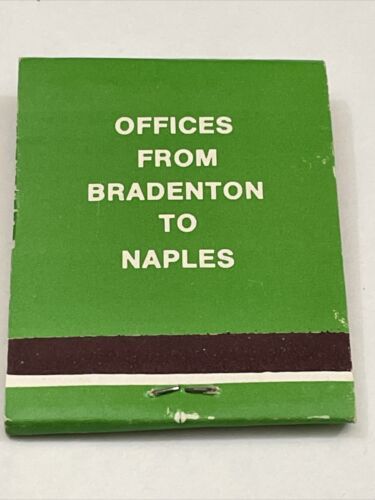 OFFICES
FROM
BRADENTON
TO
NAPLES